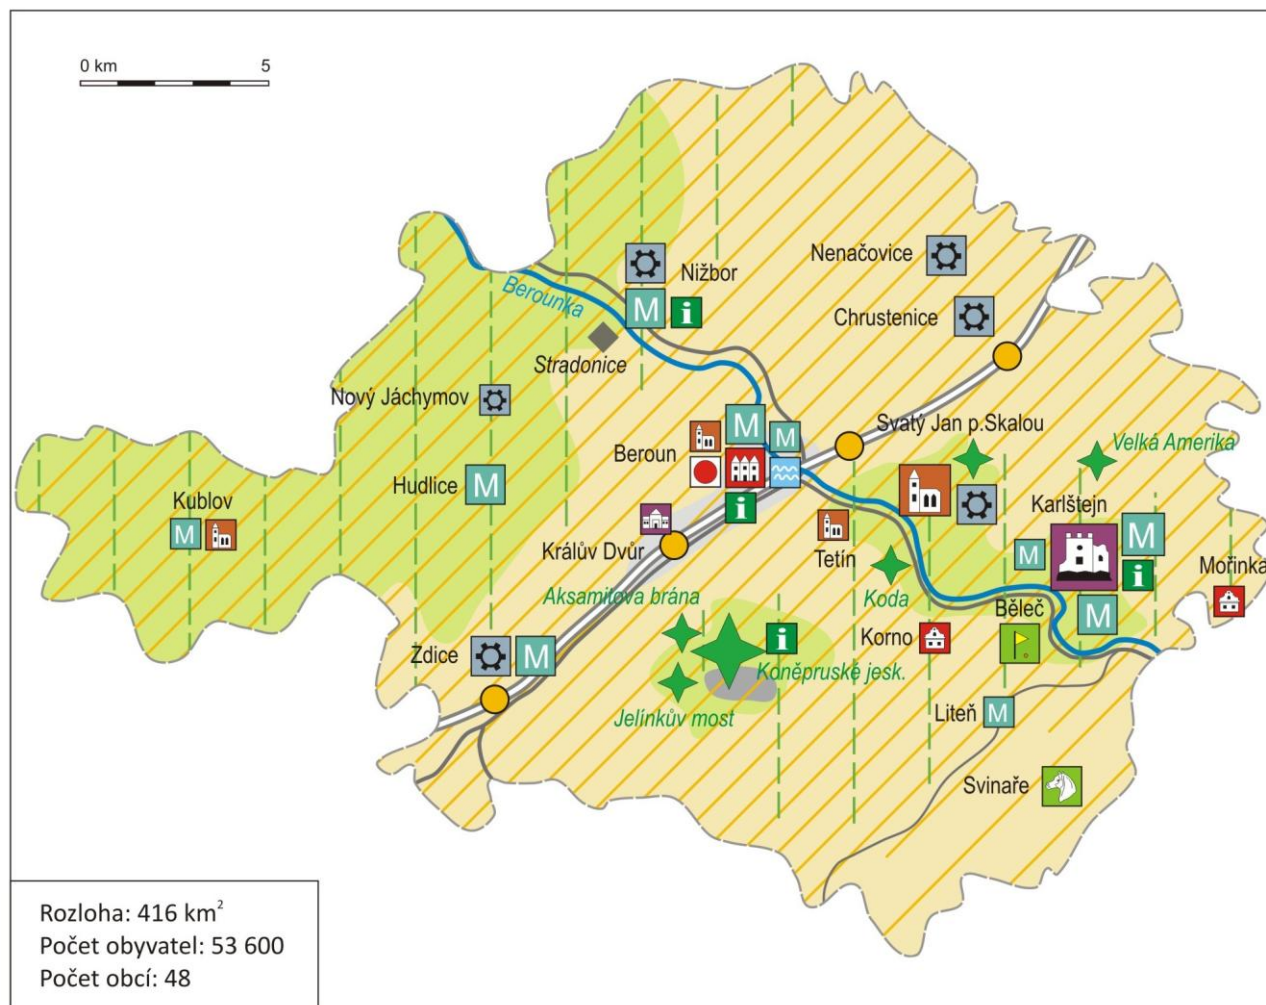 0 km 5
Nižbor
Nenačovice
Berounka
Chrustenice
Stradonice
Nový Jáchymov
Svatý Jan p.Skalou
Velká Amerika
Beroun
Hudlice
Kublov
Karlštejn
Králův Dvůr
Tetín
Mořinka
Aksamitova brána
Koda
Běleč
Korno
Zdice
Koněpruské jesk.
Jelínkův most
Liteň
Svinaře
M
M
M
M
M
M
M
M
M
M
M
i
i
i
i
Rozloha: 416 km²
Počet obyvatel: 53 600
Počet obcí: 48